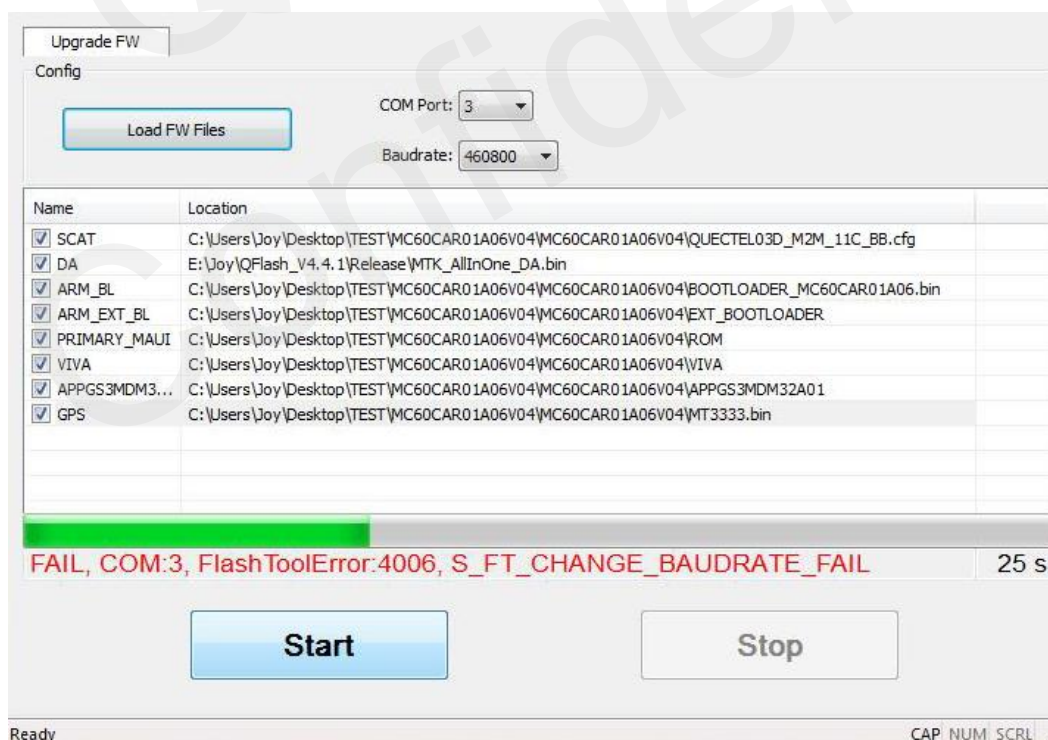 Upgrade FW
Config
Load FW Files
COM Port: 3
Baudrate: 460800
Name Location
SCAT C:\Users\Joy\Desktop\TEST\MC60CAR01A06V04\MC60CAR01A06V04\QUECTEL03D_M2M_11C_BB.cfg
DA E:\Joy\QFlash_V4.4.1\Release\MTK_AllInOne_DA.bin
ARM_BL C:\Users\Joy\Desktop\TEST\MC60CAR01A06V04\MC60CAR01A06V04\BOOTLOADER_MC60CAR01A06.bin
ARM_EXT_BL C:\Users\Joy\Desktop\TEST\MC60CAR01A06V04\MC60CAR01A06V04\EXT_BOOTLOADER
PRIMARY_MAUI C:\Users\Joy\Desktop\TEST\MC60CAR01A06V04\MC60CAR01A06V04\ROM
VIVA C:\Users\Joy\Desktop\TEST\MC60CAR01A06V04\MC60CAR01A06V04\VIVA
APPGS3MDM3... C:\Users\Joy\Desktop\TEST\MC60CAR01A06V04\MC60CAR01A06V04\APPGS3MDM32A01
GPS C:\Users\Joy\Desktop\TEST\MC60CAR01A06V04\MC60CAR01A06V04\MT3333.bin
FAIL, COM:3, FlashToolError:4006, S_FT_CHANGE_BAUDRATE_FAIL 25 s
Start Stop
Ready CAP NUM SCRL